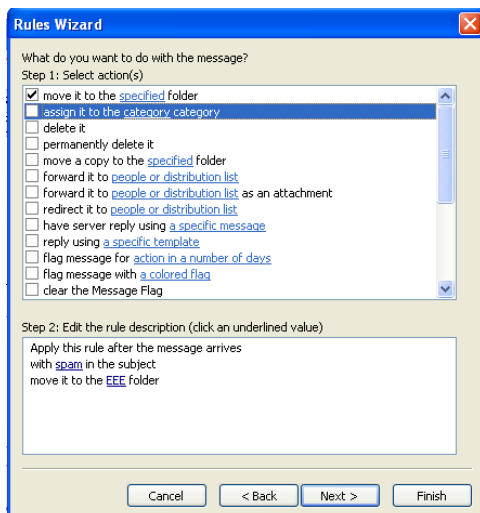 Rules Wizard
What do you want to do with the message?
Step 1: Select action(s)
move it to the specified folder
assign it to the category category
delete it
permanently delete it
move a copy to the specified folder
forward it to people or distribution list
forward it to people or distribution list as an attachment
redirect it to people or distribution list
have server reply using a specific message
reply using a specific template
flag message for action in a number of days
flag message with a colored flag
clear the Message Flag
Step 2: Edit the rule description (click an underlined value)
Apply this rule after the message arrives
with spam in the subject
move it to the EEE folder
Cancel < Back Next > Finish